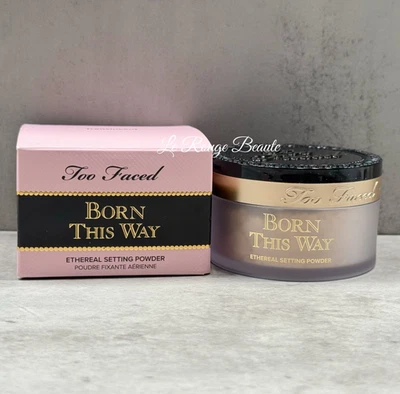 Le Rouge Beaute
Too Faced
BORN
THIS WAY
ETHEREAL SETTING POWDER
POUDRE FIXANTE AÉRIENNE
Too Faced
BORN
THIS WAY
ETHEREAL SETTING POWDER